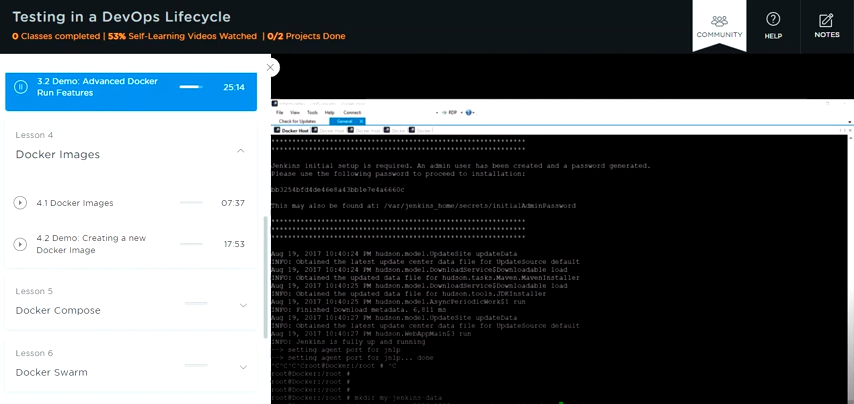 Testing in a DevOps Lifecycle
0 Classes completed | 53% Self-Learning Videos Watched | 0/2 Projects Done
COMMUNITY
HELP
NOTES
3.2 Demo: Advanced Docker
Run Features
25:14
Lesson 4
Docker Images
4.1 Docker Images
07:37
4.2 Demo: Creating a new
Docker Image
17:53
Lesson 5
Docker Compose
Lesson 6
Docker Swarm
File View Tools Help Connect:
RDP
Check for Updates
General
Docker Host
Docker
*************************************************************
*************************************************************
Jenkins initial setup is required. An admin user has been created and a password generated.
Please use the following password to proceed to installation:
This may also be found at: /var/jenkins_home/secrets/initialAdminPassword
*************************************************************
*************************************************************
*************************************************************
Aug 19, 2017 10:40:24 PM hudson.model.UpdateSite updateData
INFO: Obtained the latest update center data file for UpdateSource default
Aug 19, 2017 10:40:24 PM hudson.model.DownloadService$Downloadable load
INFO: Obtained the updated data file for hudson.tasks.Maven.MavenInstaller
Aug 19, 2017 10:40:25 PM hudson.model.DownloadService$Downloadable load
INFO: Obtained the updated data file for hudson.tools.JDKInstaller
Aug 19, 2017 10:40:25 PM hudson.model.AsyncPeriodicWork$1 run
INFO: Finished Download metadata. 6,811 ms
Aug 19, 2017 10:40:27 PM hudson.model.UpdateSite updateData
INFO: Obtained the latest update center data file for UpdateSource default
Aug 19, 2017 10:40:27 PM hudson.WebAppMain$3 run
INFO: Jenkins is fully up and running
--> setting agent port for jnlp
--> setting agent port for jnlp... done
^C^C^C^Croot@Docker:/root # ^C
root@Docker:/root #
root@Docker:/root #
root@Docker:/root #
root@Docker:/root # mkdir my jenkins-data